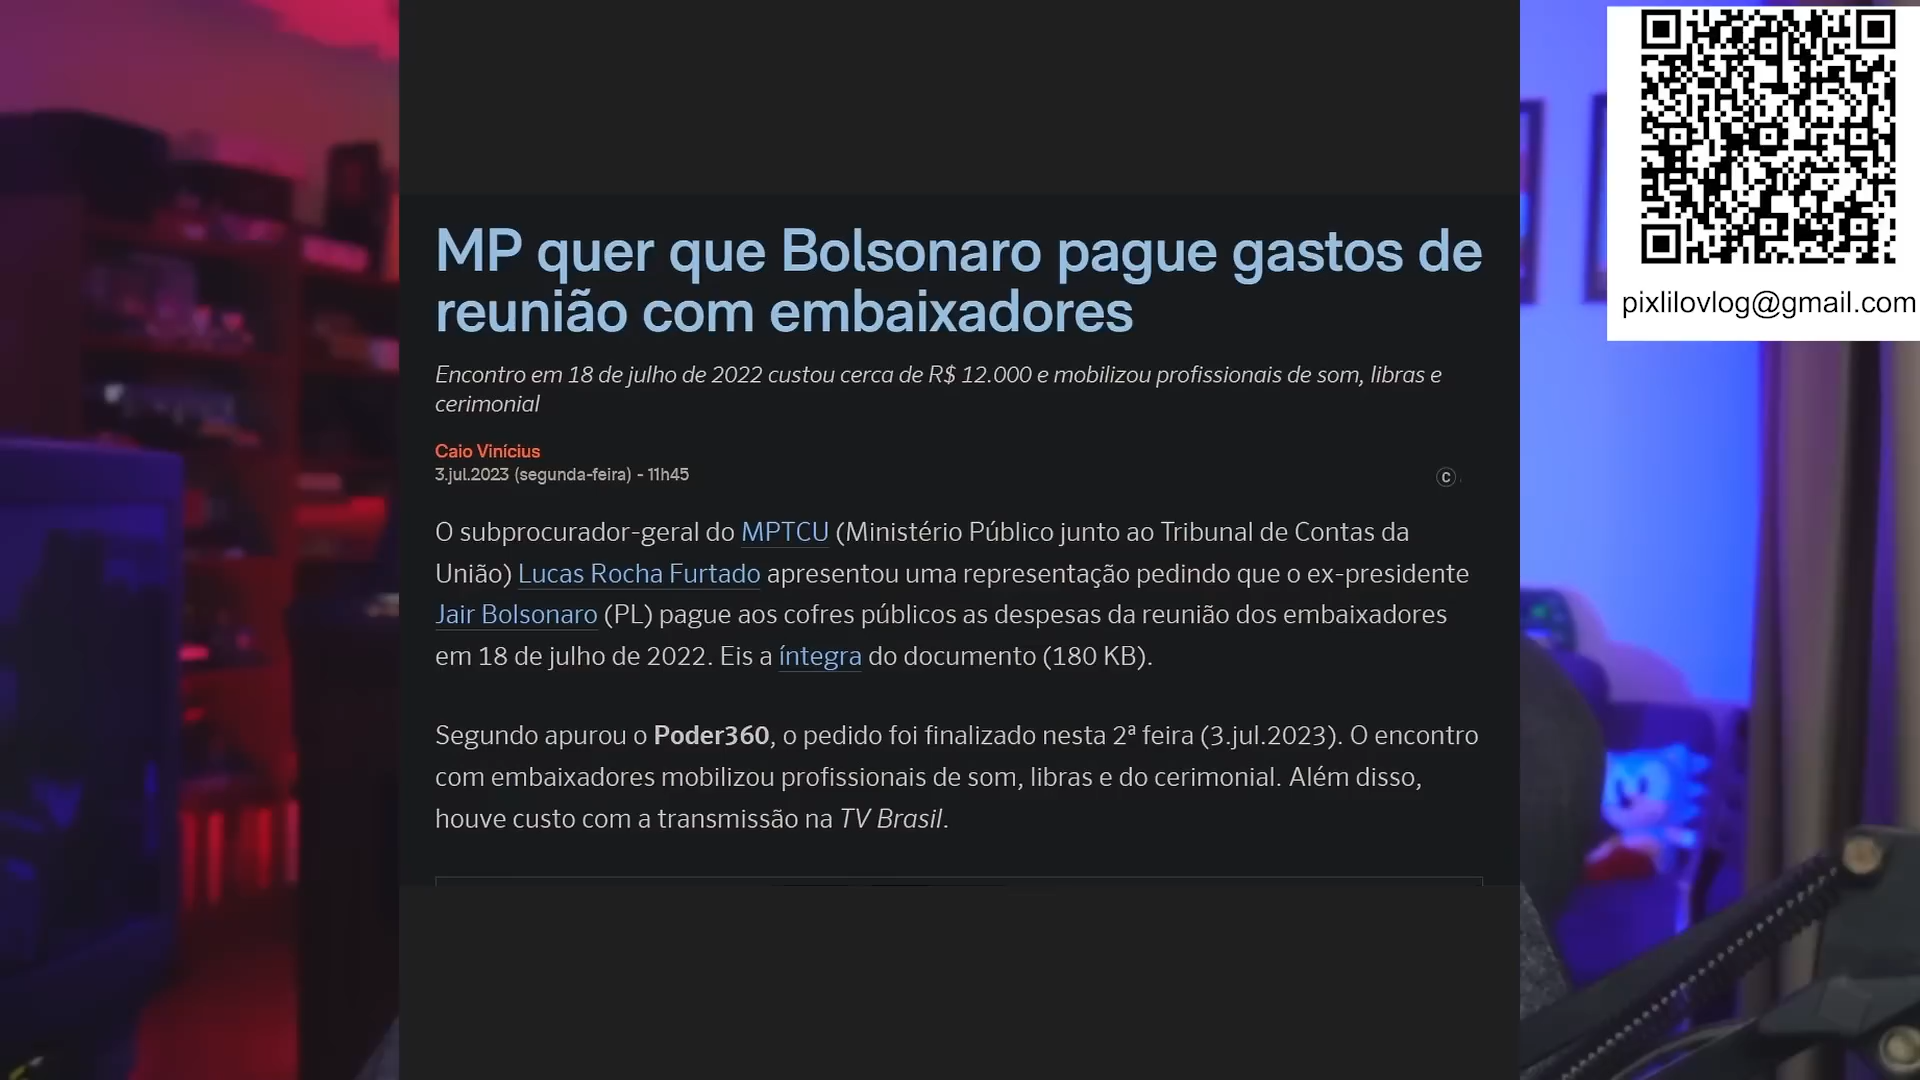 MP quer que Bolsonaro pague gastos de
reunião com embaixadores
Encontro em 18 de julho de 2022 custou cerca de R$ 12.000 e mobilizou profissionais de som, libras e
cerimonial
Caio Vinícius
3.jul.2023 (segunda-feira) - 11h45
C
O subprocurador-geral do MPTCU (Ministério Público junto ao Tribunal de Contas da
União) Lucas Rocha Furtado apresentou uma representação pedindo que o ex-presidente
Jair Bolsonaro (PL) pague aos cofres públicos as despesas da reunião dos embaixadores
em 18 de julho de 2022. Eis a íntegra do documento (180 KB).
Segundo apurou o Poder360, o pedido foi finalizado nesta 2ª feira (3.jul.2023). O encontro
com embaixadores mobilizou profissionais de som, libras e do cerimonial. Além disso,
houve custo com a transmissão na TV Brasil.
pixlilovlog@gmail.com